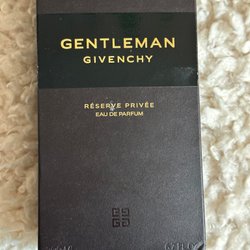 GENTLEMAN
GIVENCHY
RÉSERVE PRIVÉE
EAU DE PARFUM